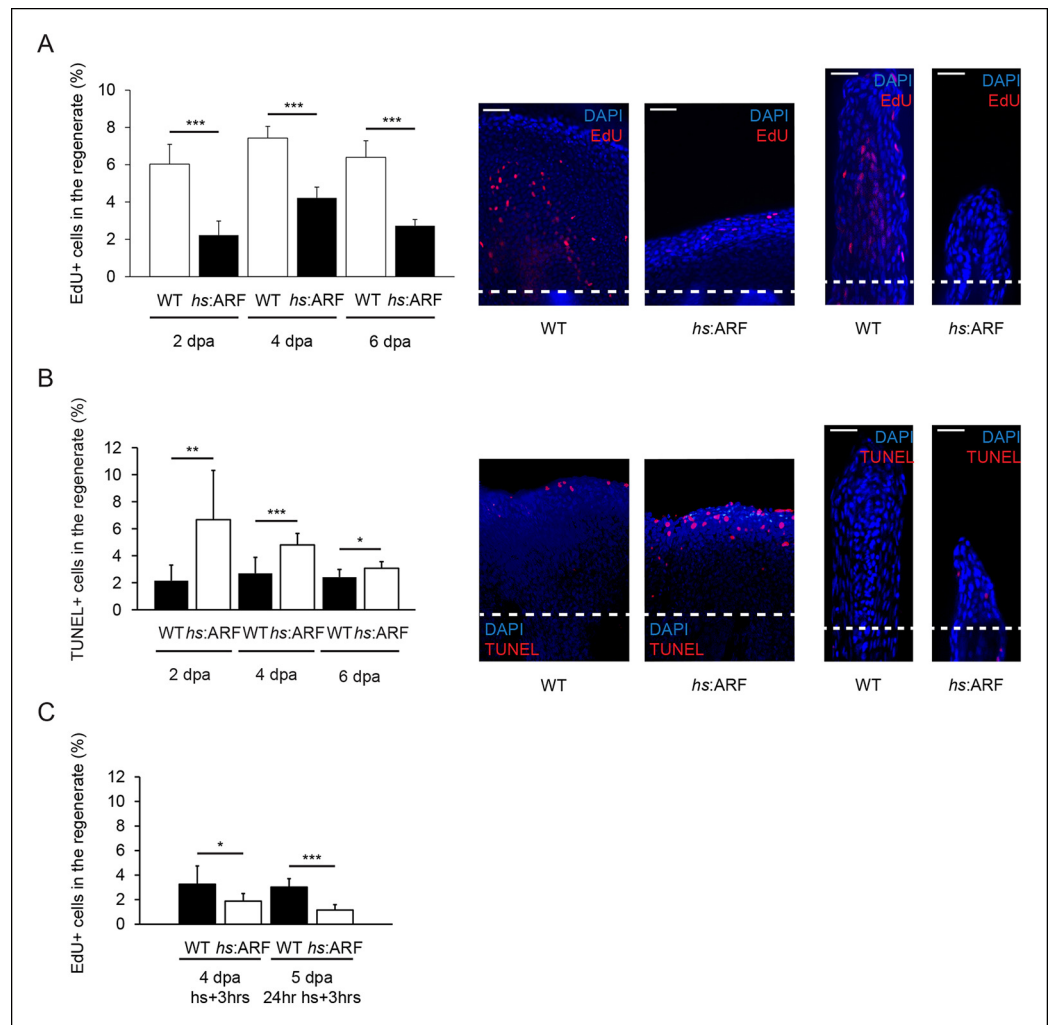 A
EdU+ cells in the regenerate (%)
10
8
6
4
2
0
***
***
***
WT hs:ARF WT hs:ARF WT hs:ARF
2 dpa 4 dpa 6 dpa
DAPI
EdU
WT
DAPI
EdU
hs:ARF
DAPI
EdU
WT
DAPI
EdU
hs:ARF
B
TUNEL+ cells in the regenerate (%)
12
10
8
6
4
2
0
**
***
*
WT hs:ARF WT hs:ARF WT hs:ARF
2 dpa 4 dpa 6 dpa
DAPI
TUNEL
WT
DAPI
TUNEL
hs:ARF
DAPI
TUNEL
WT
DAPI
TUNEL
hs:ARF
C
EdU+ cells in the regenerate (%)
12
10
8
6
4
2
0
*
***
WT hs:ARF WT hs:ARF
4 dpa 5 dpa
hs+3hrs 24hr hs+3hrs